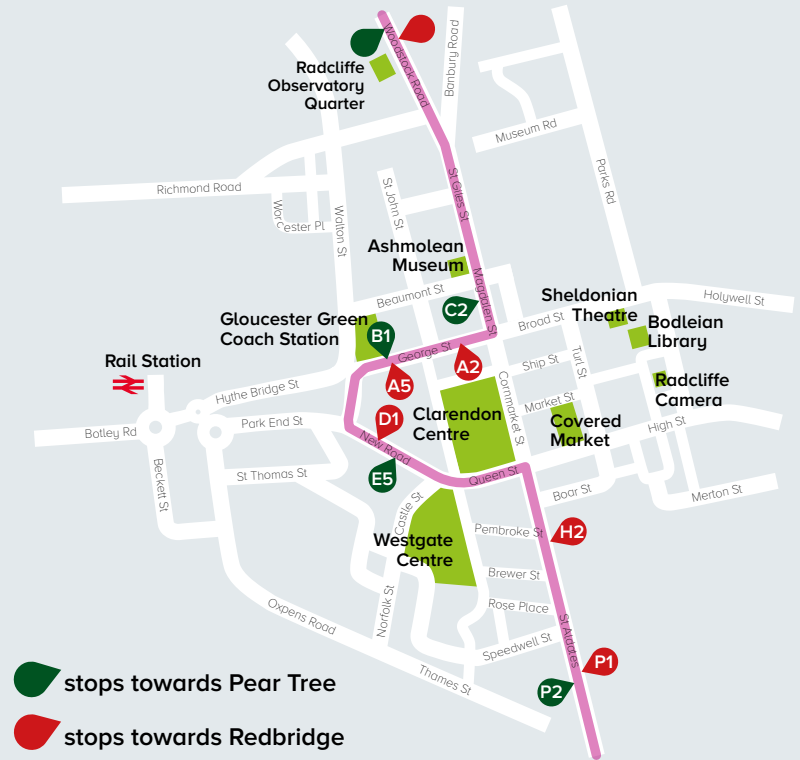 Woodstock Road
Banbury Road
Radcliffe
Observatory
Quarter
Museum Rd
Parks Rd
Richmond Road
Worcester Pl
Walton St
St John St
St Giles St
Ashmolean
Museum
Magdalen St
Beaumont St
C2
Sheldonian
Theatre
Holywell St
Gloucester Green
Coach Station
B1
Broad St
Bodleian
Library
George St
A2
Ship St
Turl St
Rail Station
A5
Radcliffe
Camera
Hythe Bridge St
Cornmarket St
Market St
D1
Clarendon
Centre
Covered
Market
High St
Botley Rd
Park End St
New Road
Queen St
E5
Beckett St
St Thomas St
Castle St
Boar St
Merton St
Pembroke St
H2
Westgate
Centre
Brewer St
Rose Place
Norfolk St
Oxpens Road
St Aldates
Speedwell St
P1
Thames St
P2
stops towards Pear Tree
stops towards Redbridge